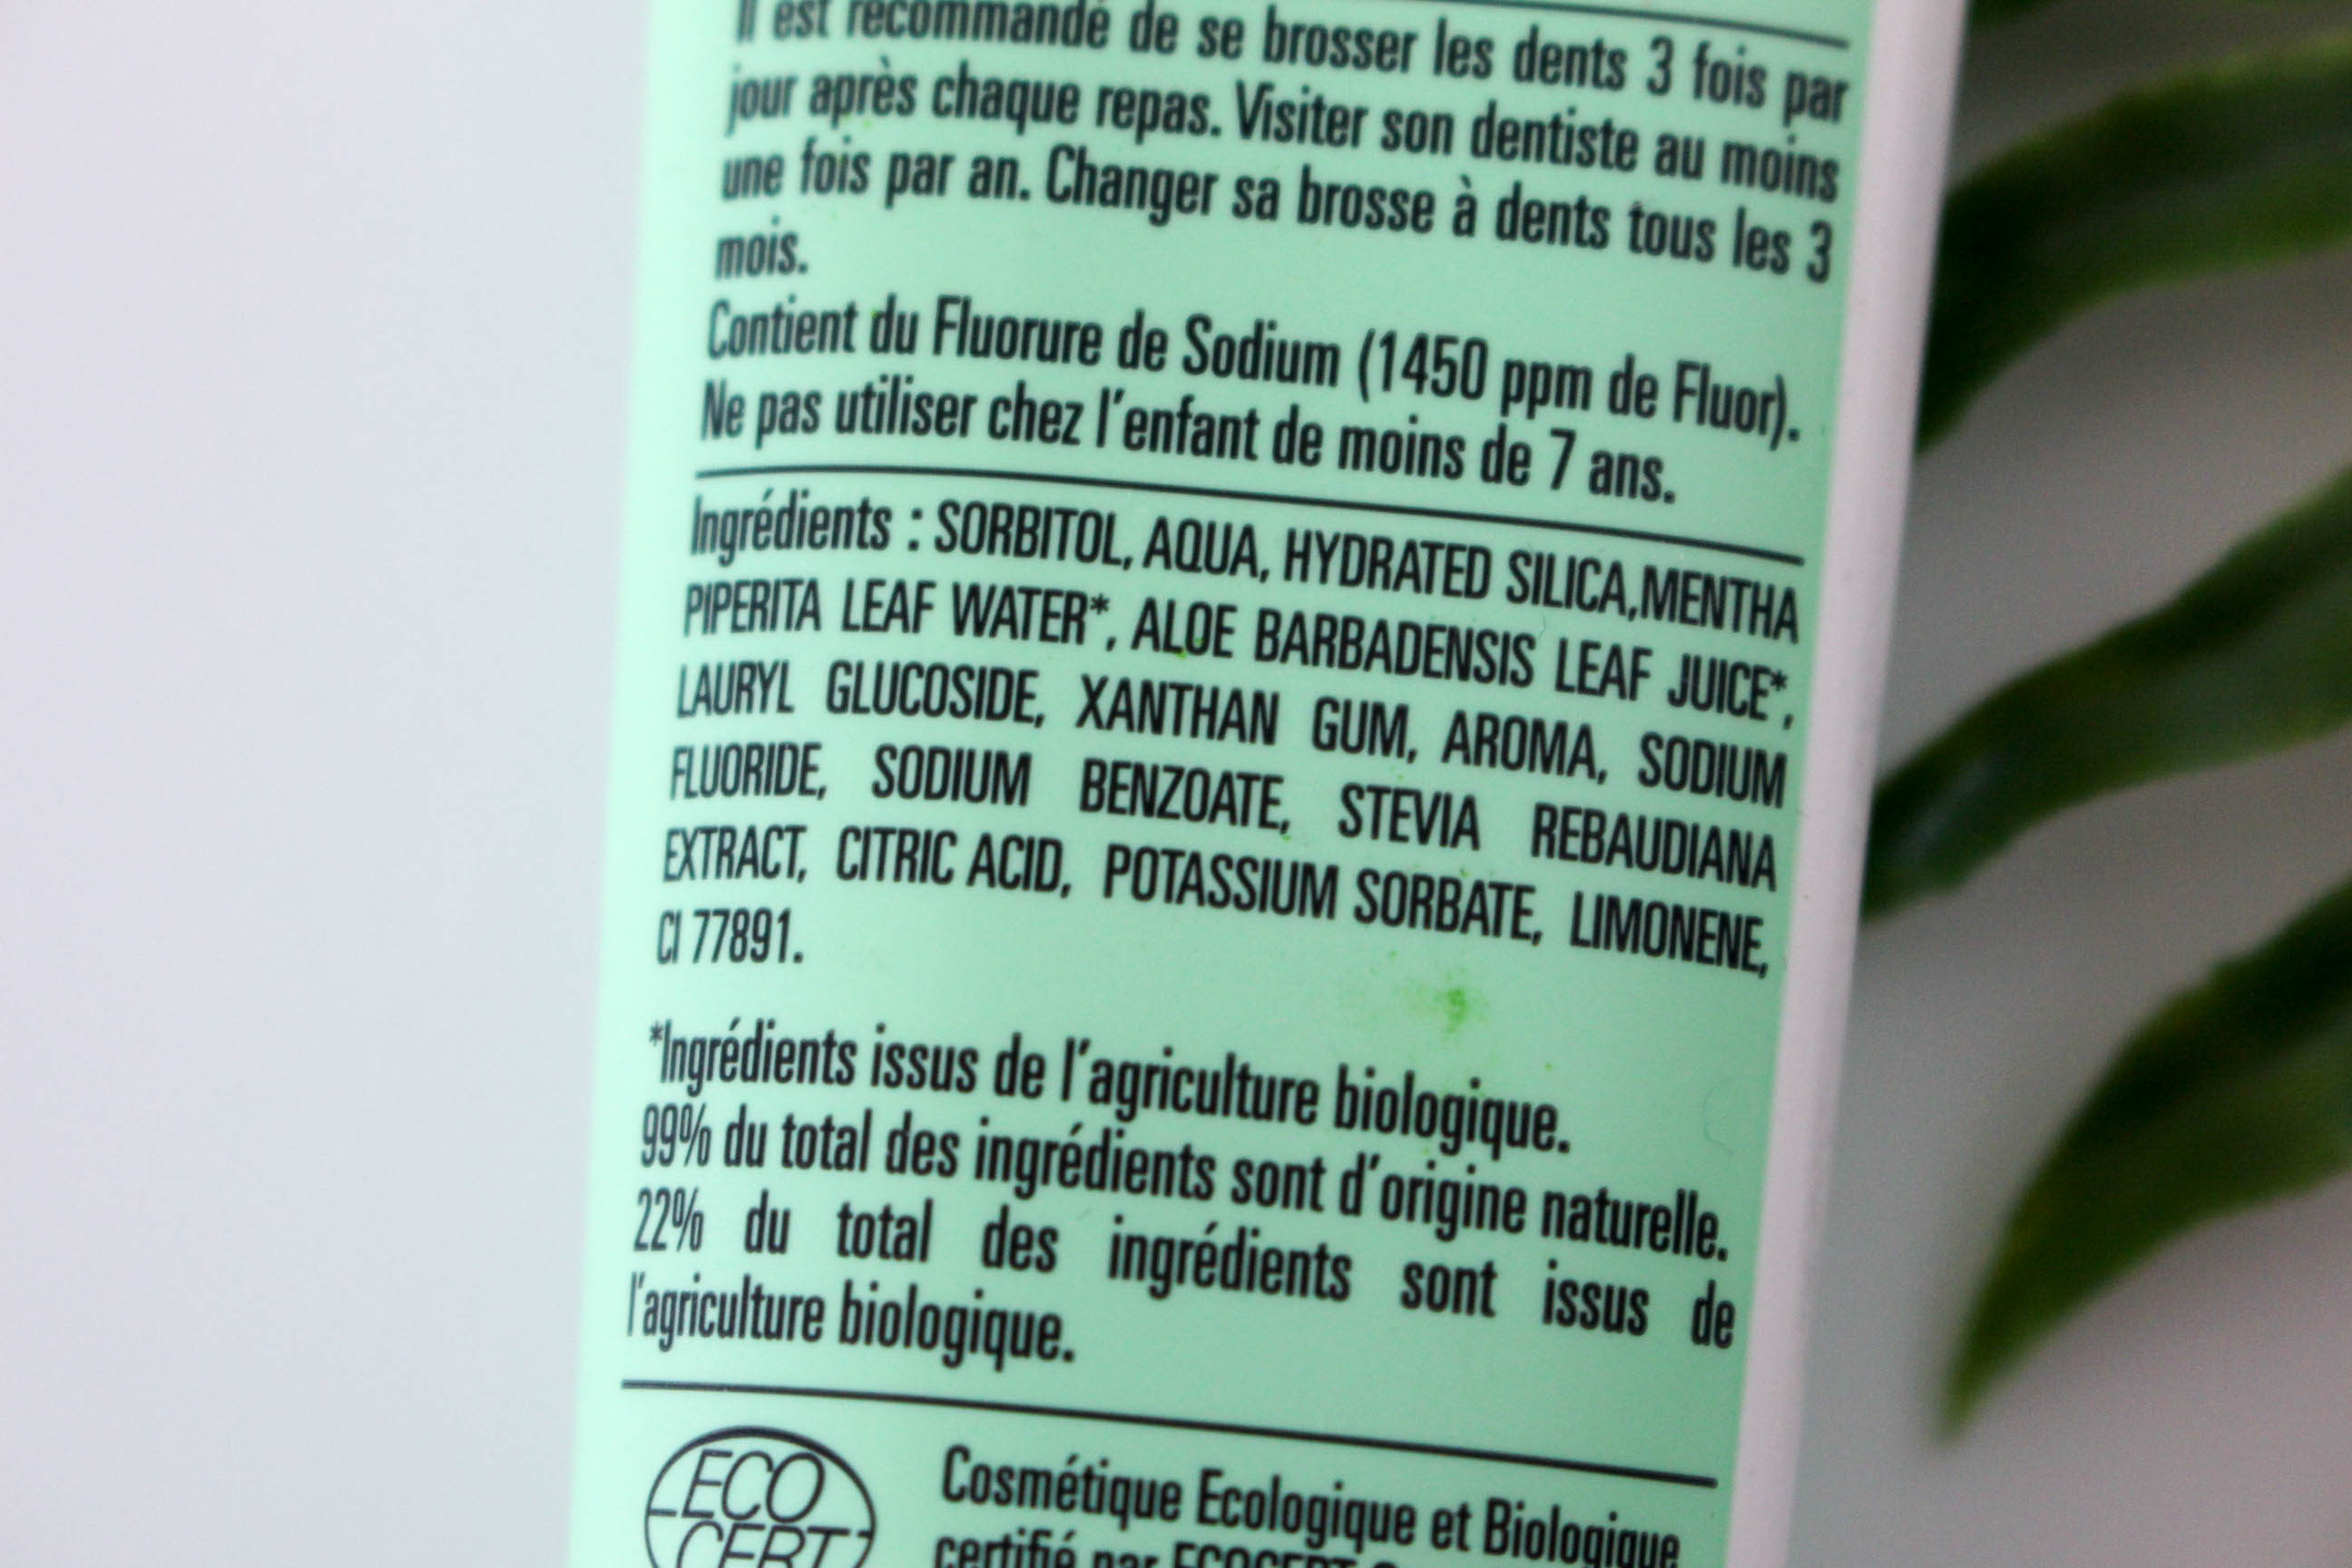 Il est recommandé de se brosser les dents 3 fois par
jour après chaque repas. Visiter son dentiste au moins
une fois par an. Changer sa brosse à dents tous les 3
mois.
Contient du Fluorure de Sodium (1450 ppm de Fluor).
Ne pas utiliser chez l'enfant de moins de 7 ans.
Ingrédients : SORBITOL, AQUA, HYDRATED SILICA,MENTHA
PIPERITA LEAF WATER*, ALOE BARBADENSIS LEAF JUICE*,
LAURYL GLUCOSIDE, XANTHAN GUM, AROMA, SODIUM
FLUORIDE, SODIUM BENZOATE, STEVIA REBAUDIANA
EXTRACT, CITRIC ACID, POTASSIUM SORBATE, LIMONENE,
CI 77891.
*Ingrédients issus de l'agriculture biologique.
99% du total des ingrédients sont d'origine naturelle.
22% du total des ingrédients sont issus de
l'agriculture biologique.
ECO
CERT
Cosmétique Ecologique et Biologique
certifié par ECOCERT